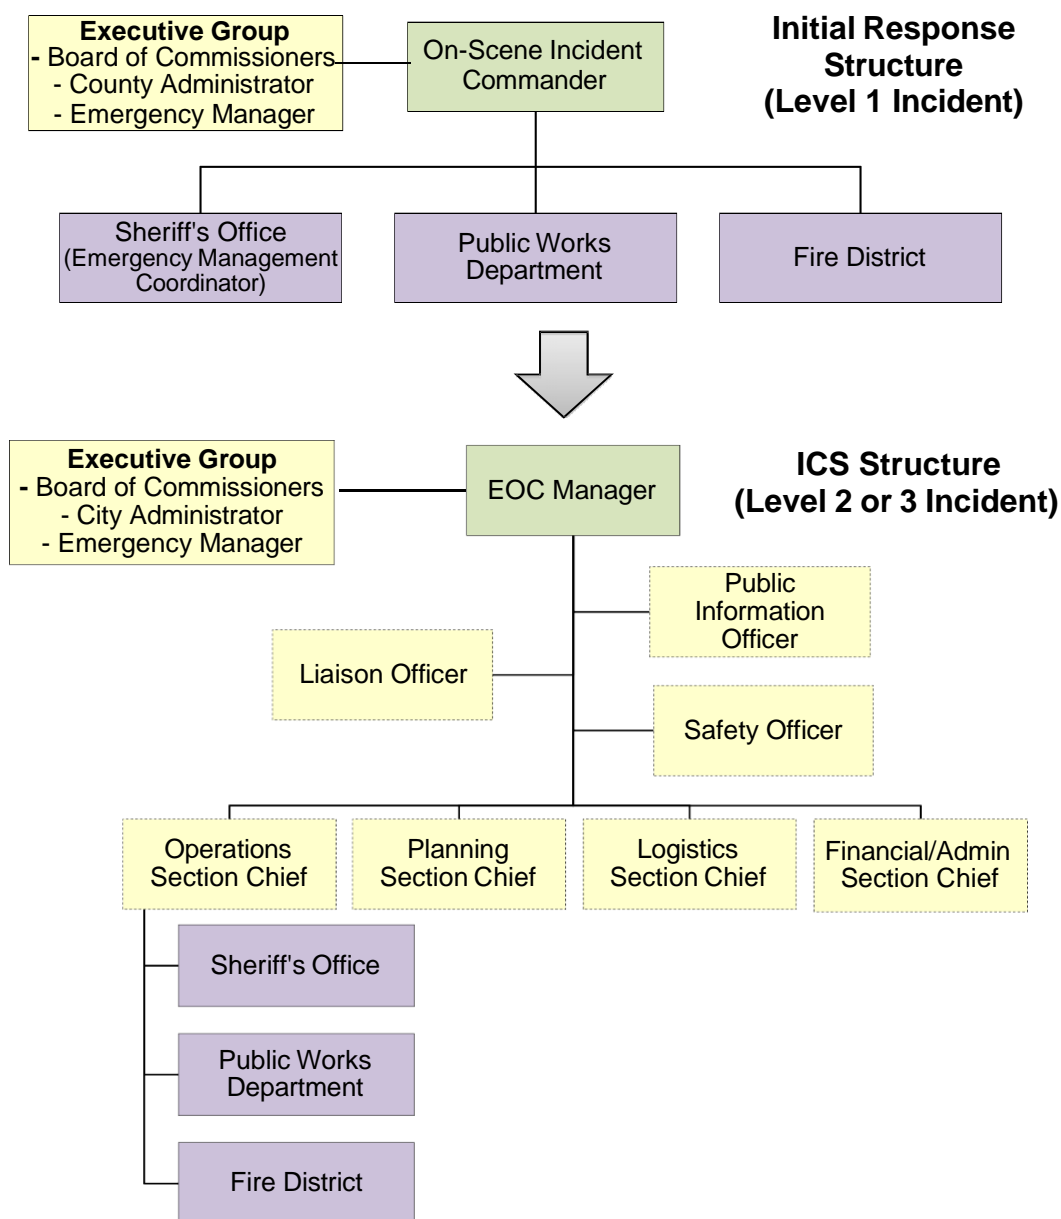 Executive Group
- Board of Commissioners
- County Administrator
- Emergency Manager
On-Scene Incident
Commander
Initial Response
Structure
(Level 1 Incident)
Sheriff's Office
(Emergency Management
Coordinator)
Public Works
Department
Fire District
Executive Group
- Board of Commissioners
- City Administrator
- Emergency Manager
EOC Manager
ICS Structure
(Level 2 or 3 Incident)
Public
Information
Officer
Liaison Officer
Safety Officer
Operations
Section Chief
Planning
Section Chief
Logistics
Section Chief
Financial/Admin
Section Chief
Sheriff's Office
Public Works
Department
Fire District